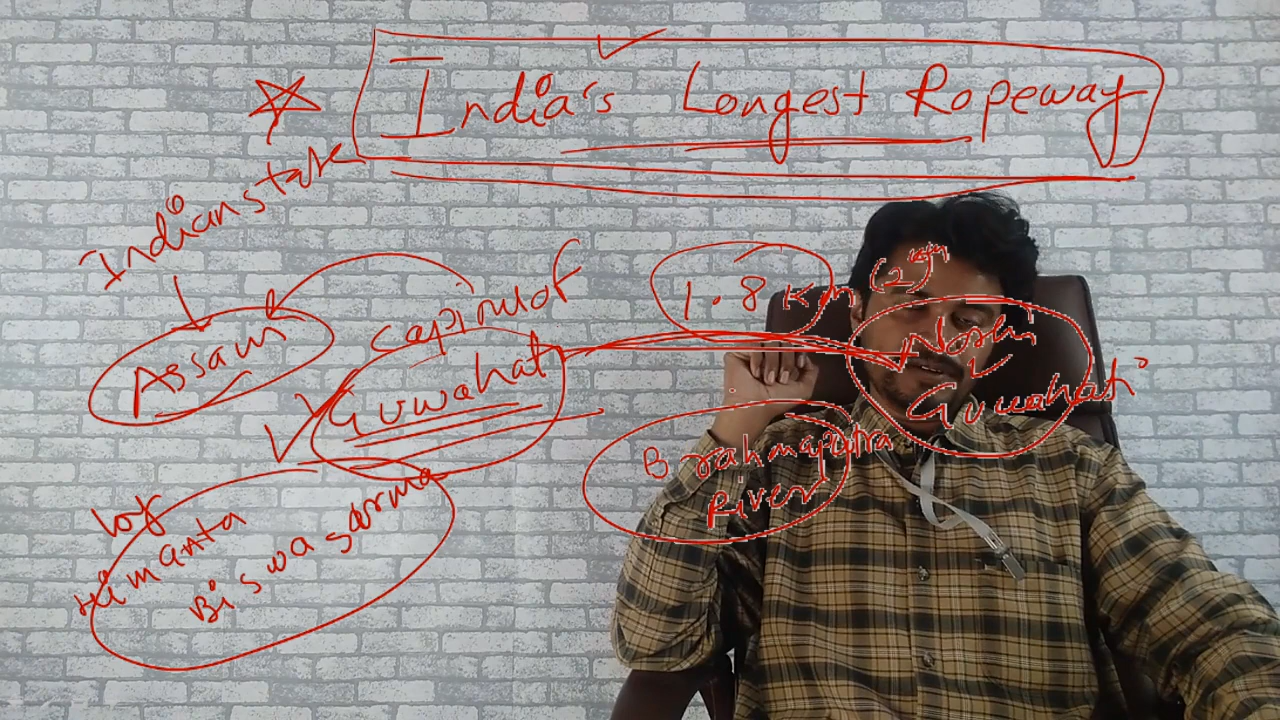 India's Longest Ropeway
Indian state
Assam
capital of
Guwahati
1.8 Km (2
North
Guwahati
Brahmaputra
River
by
Himanta
Biswa sarma